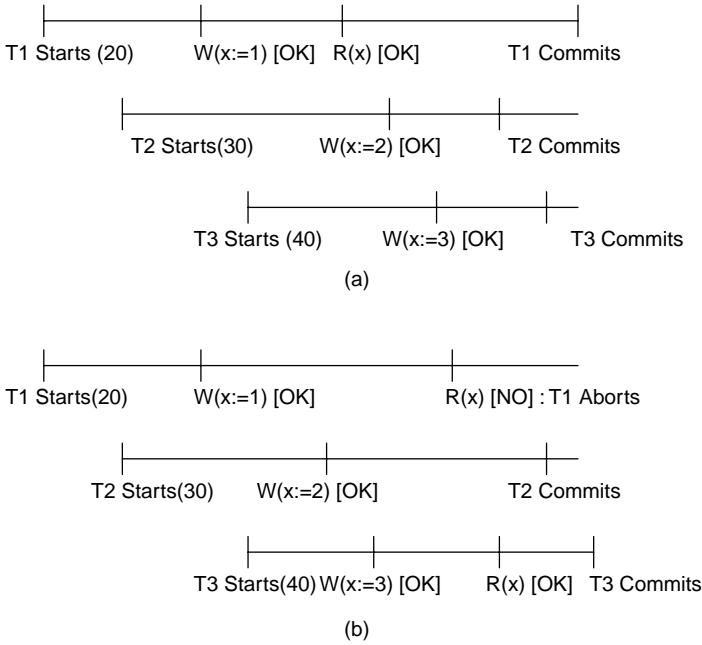 T1 Starts (20) W(x:=1) [OK] R(x) [OK] T1 Commits
T2 Starts(30) W(x:=2) [OK] T2 Commits
T3 Starts (40) W(x:=3) [OK] T3 Commits
(a)
T1 Starts(20) W(x:=1) [OK] R(x) [NO] : T1 Aborts
T2 Starts(30) W(x:=2) [OK] T2 Commits
T3 Starts(40) W(x:=3) [OK] R(x) [OK] T3 Commits
(b)